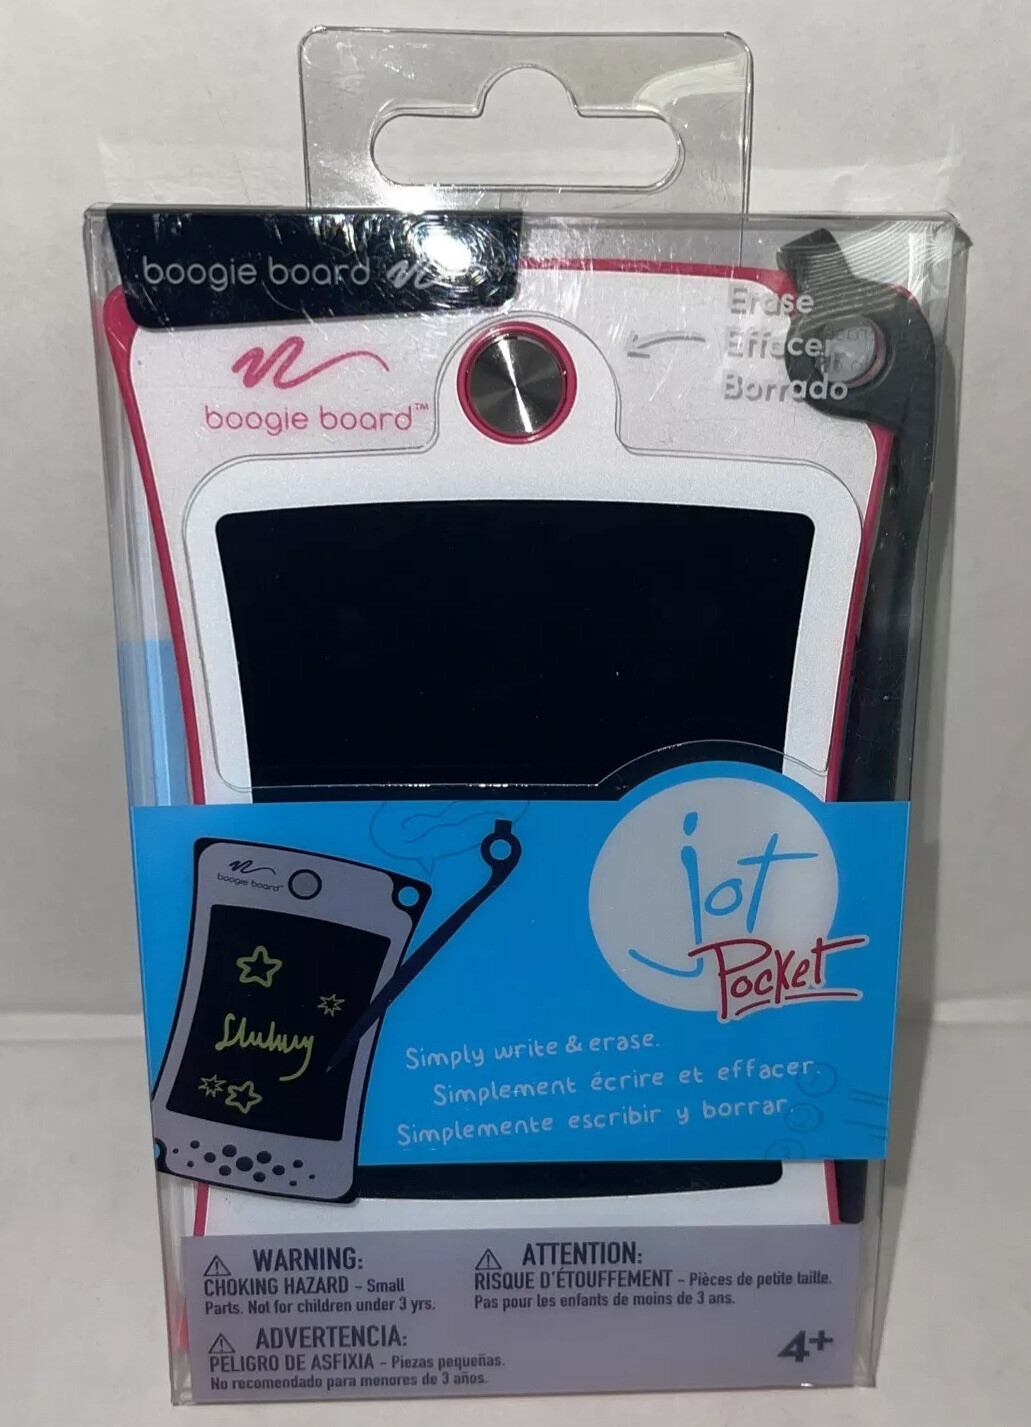 boogie board
boogie board™
Erase
Effacer
Borrado
boogie board™
jot
Pocket
Simply write & erase.
Simplement écrire et effacer.
Simplemente escribir y borrar.
WARNING:
CHOKING HAZARD – Small
Parts. Not for children under 3 yrs.
ATTENTION:
RISQUE D'ÉTOUFFEMENT – Pièces de petite taille.
Pas pour les enfants de moins de 3 ans.
ADVERTENCIA:
PELIGRO DE ASFIXIA – Piezas pequeñas.
No recomendado para menores de 3 años.
4+